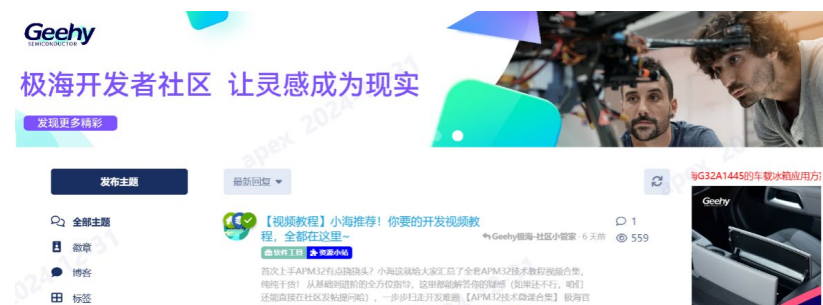 Geehy
SEMICONDUCTOR
极海开发者社区 让灵感成为现实
发现更多精彩
apex 2024-12-31
发布主题
最新回复
海G32A1445的车载冰箱应用方案
Geehy
全部主题
徽章
博客
标签
【视频教程】小海推荐！你要的开发视频教
程，全都在这里~
Geehy极海-社区小管家 · 6 天前
1
559
软件工具 资源小站
首次上手APM32有点挠挠头？小海这就给大家汇总了全套APM32技术教程视频合集，
纯纯干货！ 从基础到进阶的全方位指导，这里都能解答你的疑惑（如果还不行，咱们
还能直接在社区发帖提问哈），一步步扫走开发难题 【APM32技术微课合集】 极海官